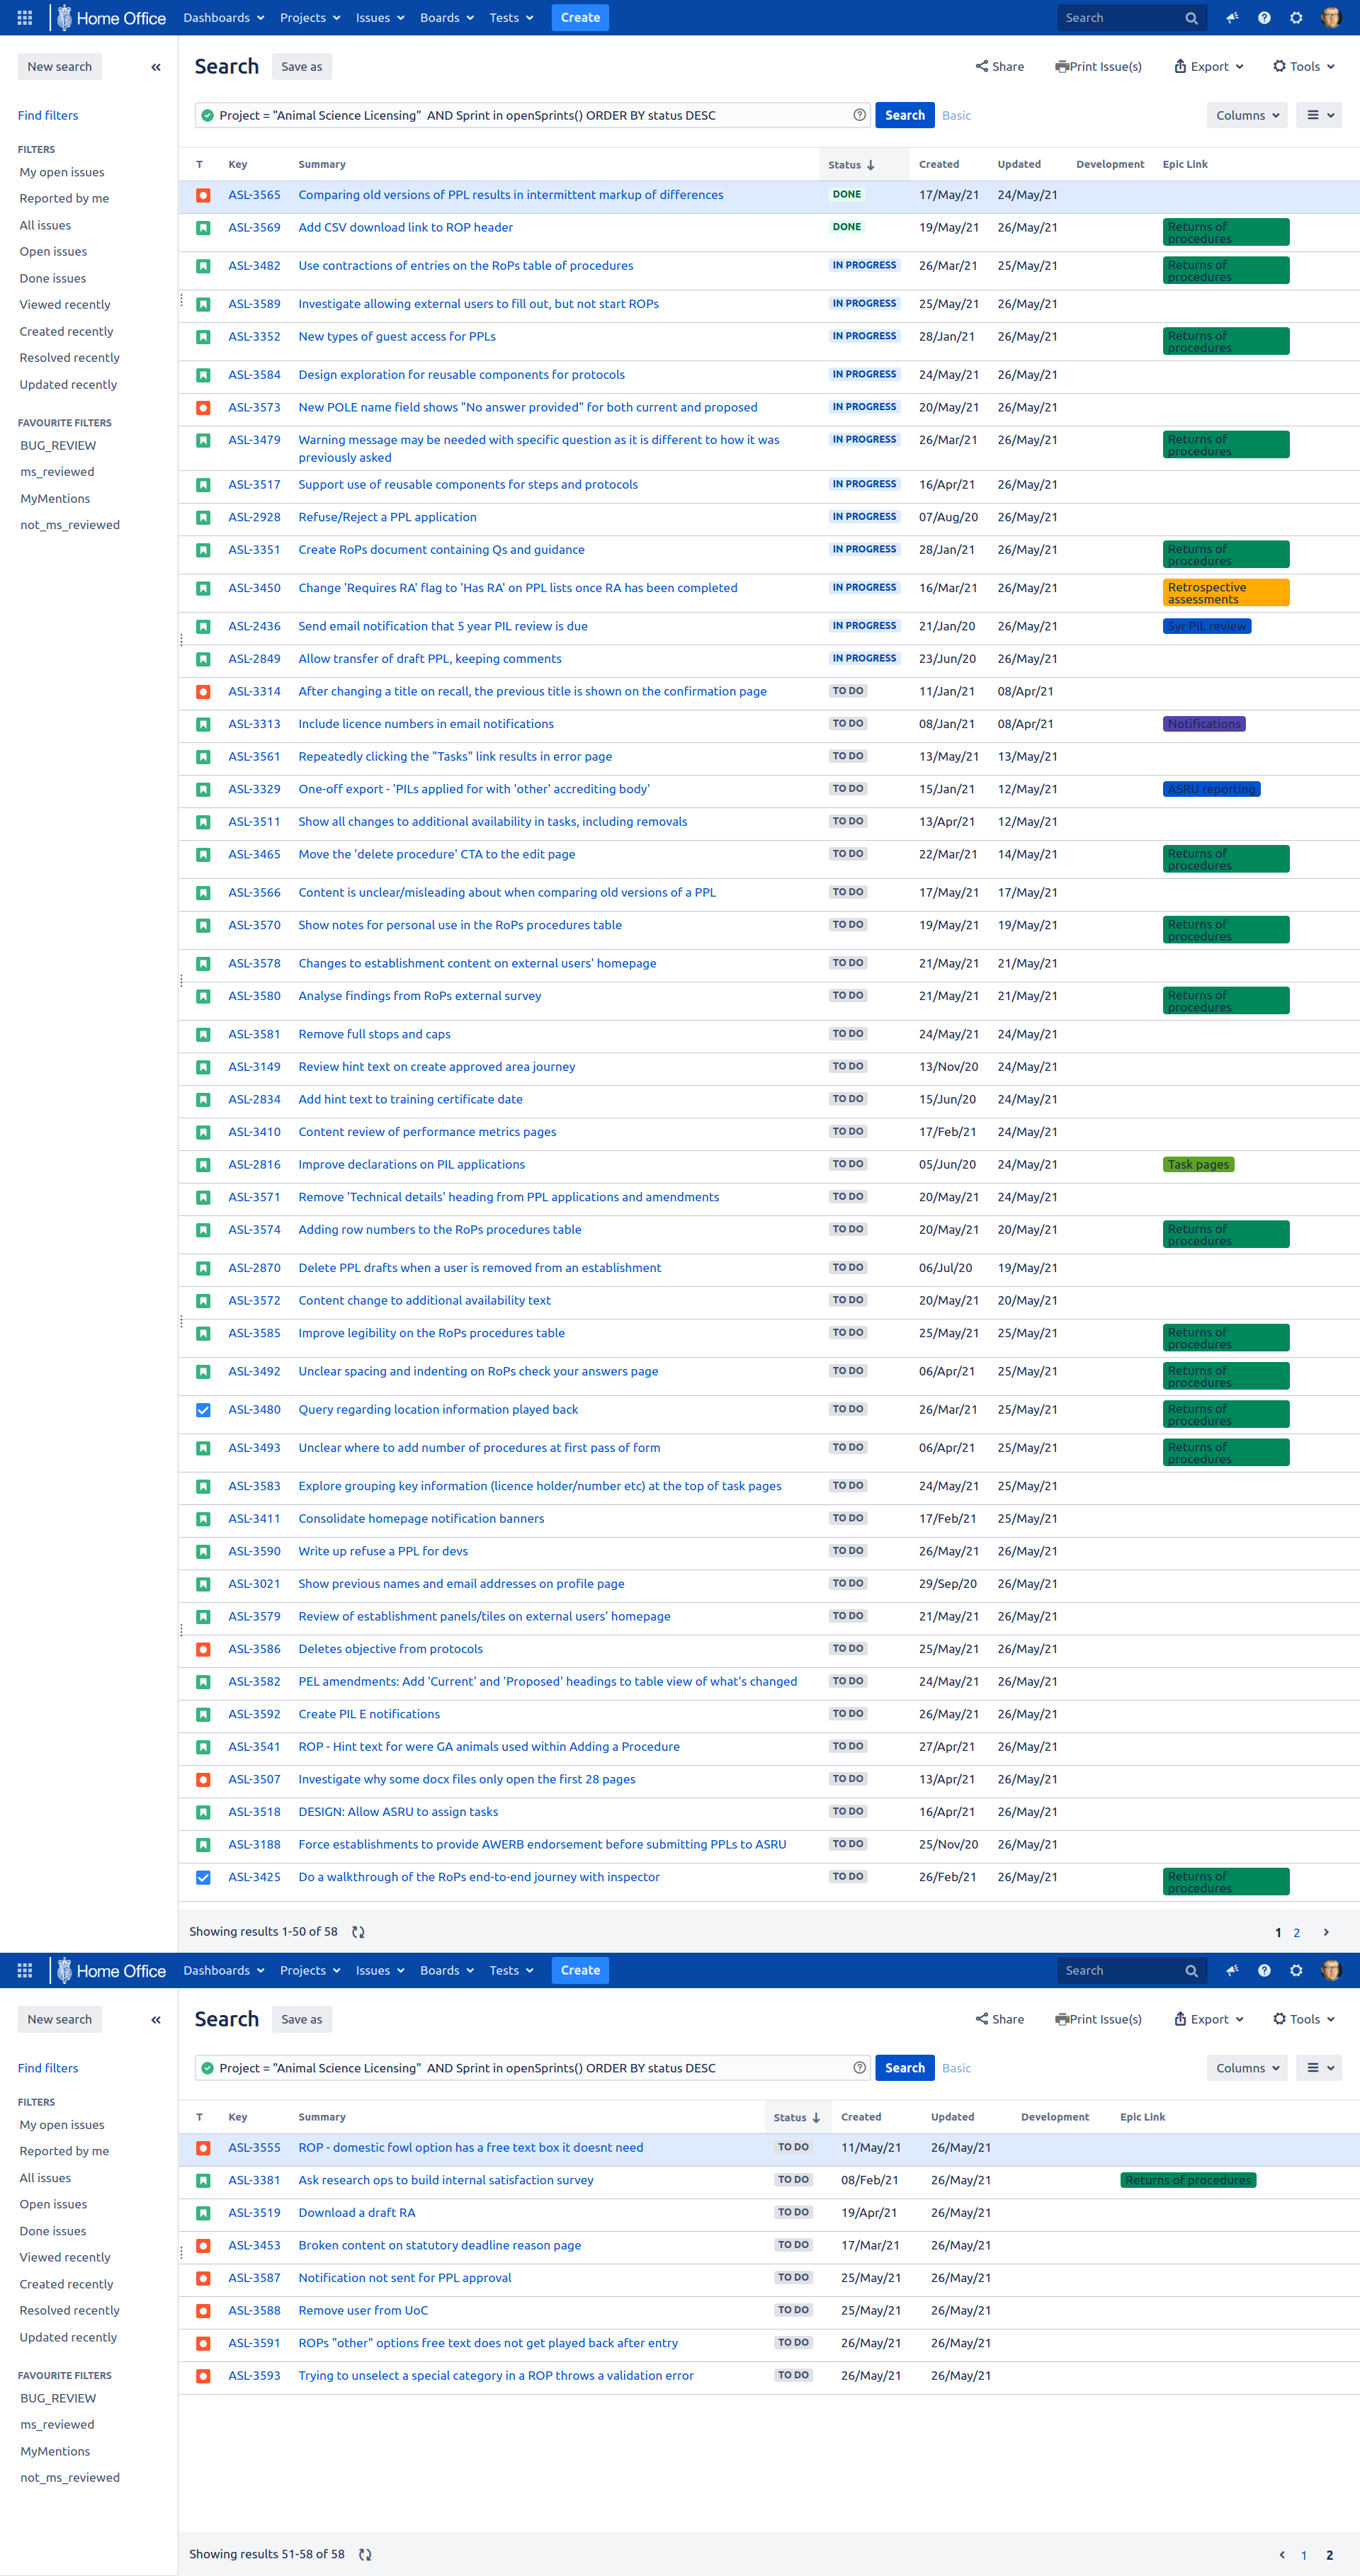 Home Office Dashboards Projects Issues Boards Tests Create Search
New search
Search Save as Share Print Issue(s) Export Tools
Find filters
Project = "Animal Science Licensing" AND Sprint in openSprints() ORDER BY status DESC Search Basic Columns
FILTERS
My open issues
Reported by me
All issues
Open issues
Done issues
Viewed recently
Created recently
Resolved recently
Updated recently
FAVOURITE FILTERS
BUG_REVIEW
ms_reviewed
MyMentions
not_ms_reviewed
T Key Summary Status Created Updated Development Epic Link
ASL-3565 Comparing old versions of PPL results in intermittent markup of differences DONE 17/May/21 24/May/21
ASL-3569 Add CSV download link to ROP header DONE 19/May/21 26/May/21 Returns of
procedures
ASL-3482 Use contractions of entries on the RoPs table of procedures IN PROGRESS 26/Mar/21 25/May/21 Returns of
procedures
ASL-3589 Investigate allowing external users to fill out, but not start ROPs IN PROGRESS 25/May/21 26/May/21
ASL-3352 New types of guest access for PPLs IN PROGRESS 28/Jan/21 26/May/21 Returns of
procedures
ASL-3584 Design exploration for reusable components for protocols IN PROGRESS 24/May/21 26/May/21
ASL-3573 New POLE name field shows "No answer provided" for both current and proposed IN PROGRESS 20/May/21 26/May/21
ASL-3479 Warning message may be needed with specific question as it is different to how it was IN PROGRESS 26/Mar/21 26/May/21 Returns of
previously asked procedures
ASL-3517 Support use of reusable components for steps and protocols IN PROGRESS 16/Apr/21 26/May/21
ASL-2928 Refuse/Reject a PPL application IN PROGRESS 07/Aug/20 26/May/21
ASL-3351 Create RoPs document containing Qs and guidance IN PROGRESS 28/Jan/21 26/May/21 Returns of
procedures
ASL-3450 Change 'Requires RA' flag to 'Has RA' on PPL lists once RA has been completed IN PROGRESS 16/Mar/21 26/May/21 Retrospective
assessments
ASL-2436 Send email notification that 5 year PIL review is due IN PROGRESS 21/Jan/20 26/May/21 5yr PIL review
ASL-2849 Allow transfer of draft PPL, keeping comments IN PROGRESS 23/Jun/20 26/May/21
ASL-3314 After changing a title on recall, the previous title is shown on the confirmation page TO DO 11/Jan/21 08/Apr/21
ASL-3313 Include licence numbers in email notifications TO DO 08/Jan/21 08/Apr/21 Notifications
ASL-3561 Repeatedly clicking the "Tasks" link results in error page TO DO 13/May/21 13/May/21
ASL-3329 One-off export - 'PILs applied for with 'other' accrediting body' TO DO 15/Jan/21 12/May/21 ASRU reporting
ASL-3511 Show all changes to additional availability in tasks, including removals TO DO 13/Apr/21 12/May/21
ASL-3465 Move the 'delete procedure' CTA to the edit page TO DO 22/Mar/21 14/May/21 Returns of
procedures
ASL-3566 Content is unclear/misleading about when comparing old versions of a PPL TO DO 17/May/21 17/May/21
ASL-3570 Show notes for personal use in the RoPs procedures table TO DO 19/May/21 19/May/21 Returns of
procedures
ASL-3578 Changes to establishment content on external users' homepage TO DO 21/May/21 21/May/21
ASL-3580 Analyse findings from RoPs external survey TO DO 21/May/21 21/May/21 Returns of
procedures
ASL-3581 Remove full stops and caps TO DO 24/May/21 24/May/21
ASL-3149 Review hint text on create approved area journey TO DO 13/Nov/20 24/May/21
ASL-2834 Add hint text to training certificate date TO DO 15/Jun/20 24/May/21
ASL-3410 Content review of performance metrics pages TO DO 17/Feb/21 24/May/21
ASL-2816 Improve declarations on PIL applications TO DO 05/Jun/20 24/May/21 Task pages
ASL-3571 Remove 'Technical details' heading from PPL applications and amendments TO DO 20/May/21 24/May/21
ASL-3574 Adding row numbers to the RoPs procedures table TO DO 20/May/21 20/May/21 Returns of
procedures
ASL-2870 Delete PPL drafts when a user is removed from an establishment TO DO 06/Jul/20 19/May/21
ASL-3572 Content change to additional availability text TO DO 20/May/21 20/May/21
ASL-3585 Improve legibility on the RoPs procedures table TO DO 25/May/21 25/May/21 Returns of
procedures
ASL-3492 Unclear spacing and indenting on RoPs check your answers page TO DO 06/Apr/21 25/May/21 Returns of
procedures
ASL-3480 Query regarding location information played back TO DO 26/Mar/21 25/May/21 Returns of
procedures
ASL-3493 Unclear where to add number of procedures at first pass of form TO DO 06/Apr/21 25/May/21 Returns of
procedures
ASL-3583 Explore grouping key information (licence holder/number etc) at the top of task pages TO DO 24/May/21 25/May/21
ASL-3411 Consolidate homepage notification banners TO DO 17/Feb/21 25/May/21
ASL-3590 Write up refuse a PPL for devs TO DO 26/May/21 26/May/21
ASL-3021 Show previous names and email addresses on profile page TO DO 29/Sep/20 26/May/21
ASL-3579 Review of establishment panels/tiles on external users' homepage TO DO 21/May/21 26/May/21
ASL-3586 Deletes objective from protocols TO DO 25/May/21 26/May/21
ASL-3582 PEL amendments: Add 'Current' and 'Proposed' headings to table view of what's changed TO DO 24/May/21 26/May/21
ASL-3592 Create PIL E notifications TO DO 26/May/21 26/May/21
ASL-3541 ROP - Hint text for were GA animals used within Adding a Procedure TO DO 27/Apr/21 26/May/21
ASL-3507 Investigate why some docx files only open the first 28 pages TO DO 13/Apr/21 26/May/21
ASL-3518 DESIGN: Allow ASRU to assign tasks TO DO 16/Apr/21 26/May/21
ASL-3188 Force establishments to provide AWERB endorsement before submitting PPLs to ASRU TO DO 25/Nov/20 26/May/21
ASL-3425 Do a walkthrough of the RoPs end-to-end journey with inspector TO DO 26/Feb/21 26/May/21 Returns of
procedures
Showing results 1-50 of 58 1 2
Home Office Dashboards Projects Issues Boards Tests Create Search
New search
Search Save as Share Print Issue(s) Export Tools
Find filters
Project = "Animal Science Licensing" AND Sprint in openSprints() ORDER BY status DESC Search Basic Columns
FILTERS
My open issues
Reported by me
All issues
Open issues
Done issues
Viewed recently
Created recently
Resolved recently
Updated recently
FAVOURITE FILTERS
BUG_REVIEW
ms_reviewed
MyMentions
not_ms_reviewed
T Key Summary Status Created Updated Development Epic Link
ASL-3555 ROP - domestic fowl option has a free text box it doesnt need TO DO 11/May/21 26/May/21
ASL-3381 Ask research ops to build internal satisfaction survey TO DO 08/Feb/21 26/May/21 Returns of procedures
ASL-3519 Download a draft RA TO DO 19/Apr/21 26/May/21
ASL-3453 Broken content on statutory deadline reason page TO DO 17/Mar/21 26/May/21
ASL-3587 Notification not sent for PPL approval TO DO 25/May/21 26/May/21
ASL-3588 Remove user from UoC TO DO 25/May/21 26/May/21
ASL-3591 ROPs "other" options free text does not get played back after entry TO DO 26/May/21 26/May/21
ASL-3593 Trying to unselect a special category in a ROP throws a validation error TO DO 26/May/21 26/May/21
Showing results 51-58 of 58 1 2